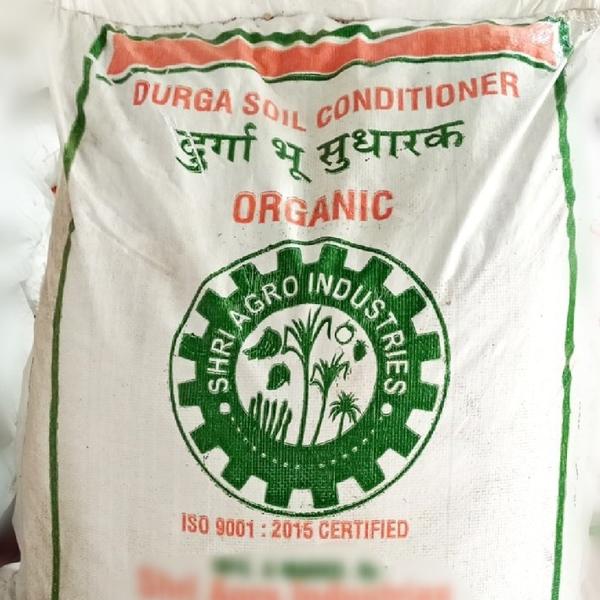 DURGA SOIL CONDITIONER
दुर्गा भू सुधारक
ORGANIC
SHRI AGRO INDUSTRIES
ISO 9001 : 2015 CERTIFIED